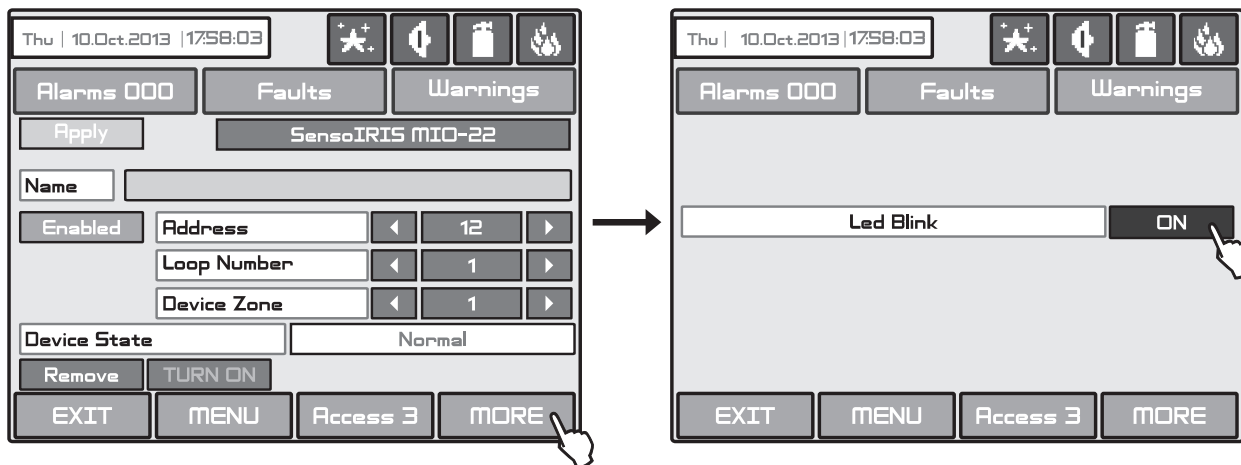 Thu | 10.Oct.2013 |17:58:03
Alarms 000 Faults Warnings
Apply SensoIRIS MIO-22
Name
Enabled Address 12
Loop Number 1
Device Zone 1
Device State Normal
Remove TURN ON
EXIT MENU Access 3 MORE
Thu | 10.Oct.2013 |17:58:03
Alarms 000 Faults Warnings
Led Blink ON
EXIT MENU Access 3 MORE